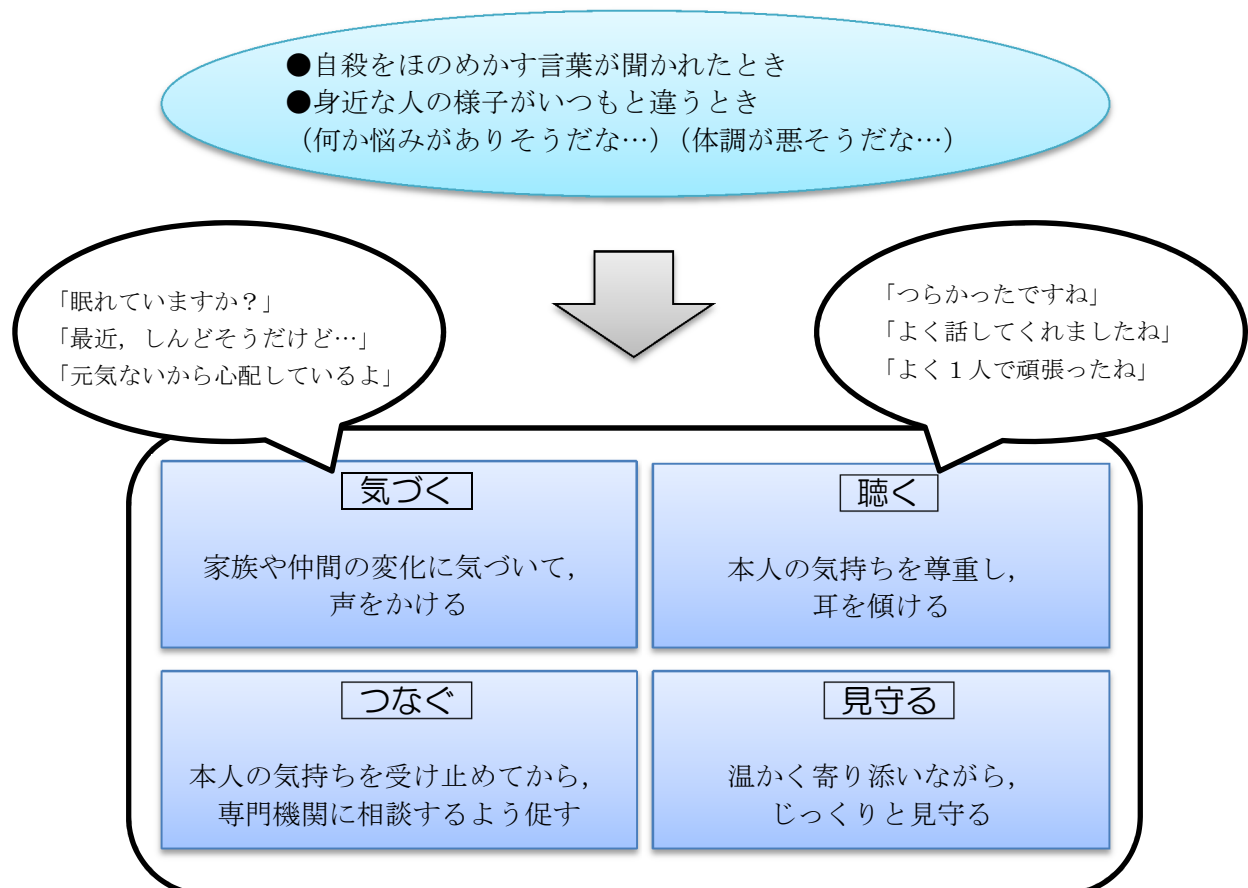 ●自殺をほのめかす言葉が聞かれたとき
●身近な人の様子がいつもと違うとき
（何か悩みがありそうだな…）（体調が悪そうだな…）
「眠れていますか？」
「最近，しんどそうだけど…」
「元気ないから心配しているよ」
「つらかったですね」
「よく話してくれましたね」
「よく１人で頑張ったね」
気づく
家族や仲間の変化に気づいて，
声をかける
聴く
本人の気持ちを尊重し，
耳を傾ける
つなぐ
本人の気持ちを受け止めてから，
専門機関に相談するよう促す
見守る
温かく寄り添いながら，
じっくりと見守る